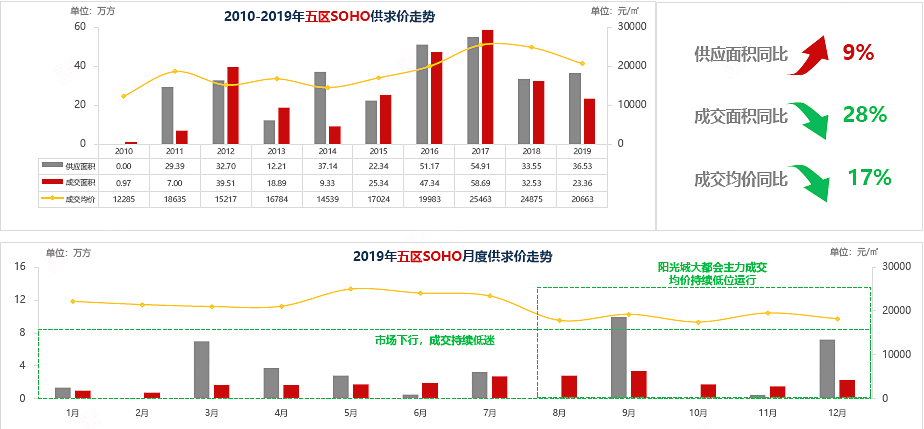 2010-2019年五区SOHO供求价走势
单位：万方
单位：元/㎡
60
40
20
0
30000
20000
10000
0
2010 2011 2012 2013 2014 2015 2016 2017 2018 2019
供应面积 0.00 29.39 32.70 12.21 37.14 22.34 51.17 54.91 33.55 36.53
成交面积 0.97 7.00 39.51 18.89 9.33 25.34 47.34 58.69 32.53 23.36
成交均价 12285 18635 15217 16784 14539 17024 19983 25463 24875 20663
供应面积同比 9%
成交面积同比 28%
成交均价同比 17%
2019年五区SOHO月度供求价走势
单位：万方
单位：元/㎡
16
12
8
4
0
30000
20000
10000
0
阳光城大都会主力成交
均价持续低位运行
市场下行，成交持续低迷
1月 2月 3月 4月 5月 6月 7月 8月 9月 10月 11月 12月